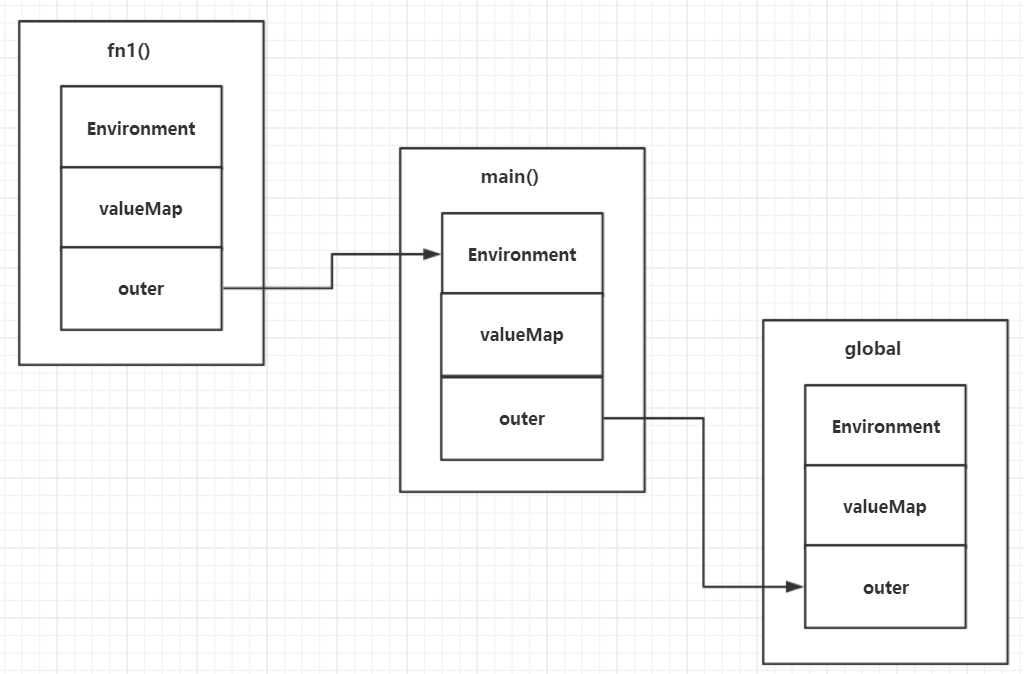 fn1()
Environment
valueMap
outer
main()
Environment
valueMap
outer
global
Environment
valueMap
outer